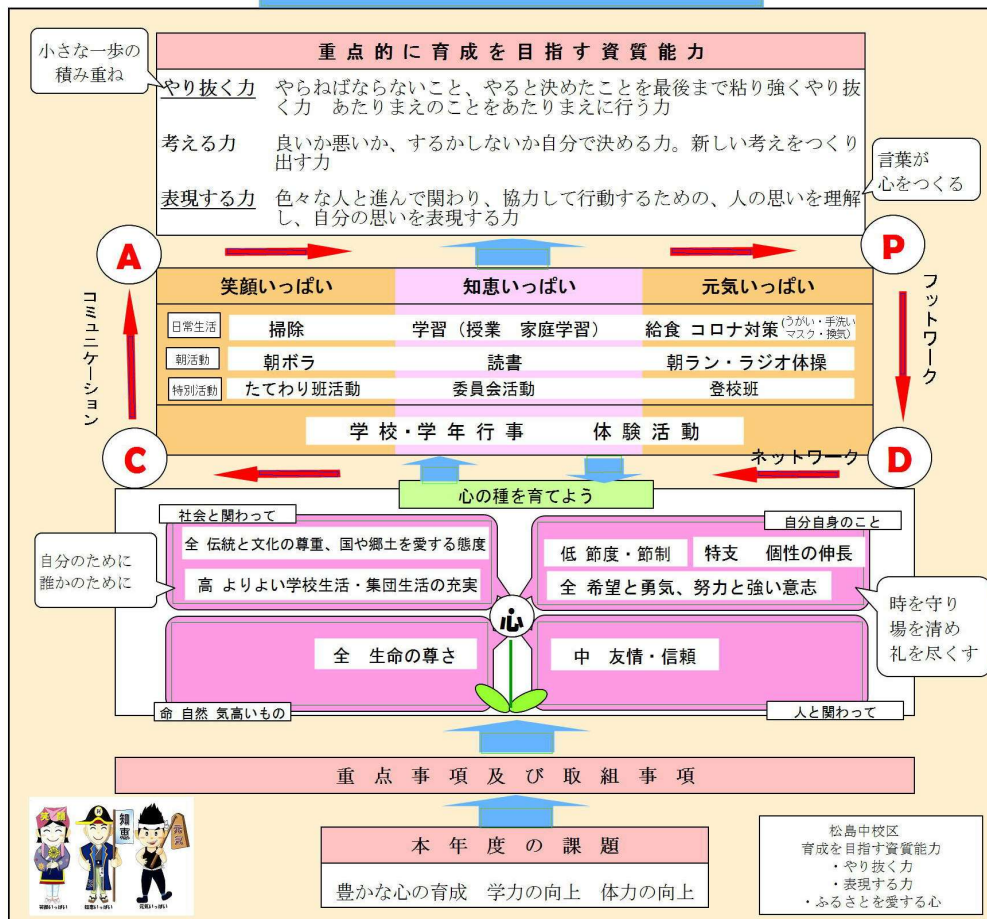 小さな一歩の
積み重ね
重点的に育成を目指す資質能力
やり抜く力 やらねばならないこと、やると決めたことを最後まで粘り強くやり抜
く力 あたりまえのことをあたりまえに行う力
考える力 良いか悪いか、するかしないか自分で決める力。新しい考えをつくり
出す力
表現する力 色々な人と進んで関わり、協力して行動するための、人の思いを理解
し、自分の思いを表現する力
言葉が
心をつくる
A
P
コミュニケーション
フットワーク
笑顔いっぱい 知恵いっぱい 元気いっぱい
日常生活 掃除 学習（授業 家庭学習） 給食 コロナ対策(うがい・手洗い
マスク・換気)
朝活動 朝ボラ 読書 朝ラン・ラジオ体操
特別活動 たてわり班活動 委員会活動 登校班
学校・学年行事 体験活動
C
ネットワーク
D
心の種を育てよう
社会と関わって
自分自身のこと
全 伝統と文化の尊重、国や郷土を愛する態度
高 よりよい学校生活・集団生活の充実
低 節度・節制 特支 個性の伸長
全 希望と勇気、努力と強い意志
自分のために
誰かのために
時を守り
場を清め
礼を尽くす
心
全 生命の尊さ
中 友情・信頼
命 自然 気高いもの
人と関わって
重点事項及び取組事項
本年度の課題
豊かな心の育成 学力の向上 体力の向上
笑顔
知恵
元気
笑顔いっぱい 知恵いっぱい 元気いっぱい
松島中校区
育成を目指す資質能力
・やり抜く力
・表現する力
・ふるさとを愛する心